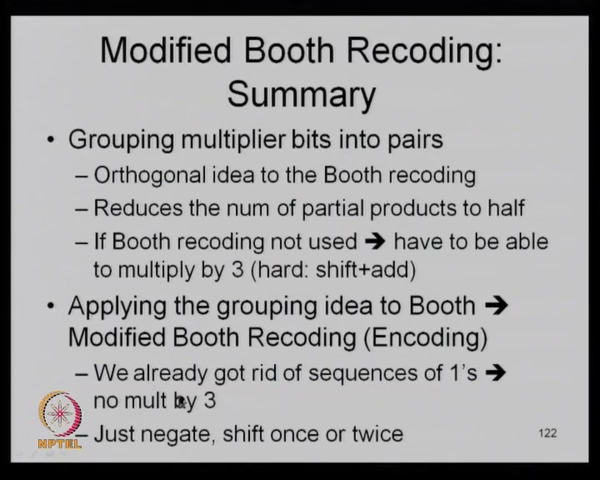 Modified Booth Recoding:
Summary
• Grouping multiplier bits into pairs
– Orthogonal idea to the Booth recoding
– Reduces the num of partial products to half
– If Booth recoding not used ➔ have to be able
to multiply by 3 (hard: shift+add)
• Applying the grouping idea to Booth ➔
Modified Booth Recoding (Encoding)
– We already got rid of sequences of 1's ➔
no mult by 3
– Just negate, shift once or twice
NPTEL
122